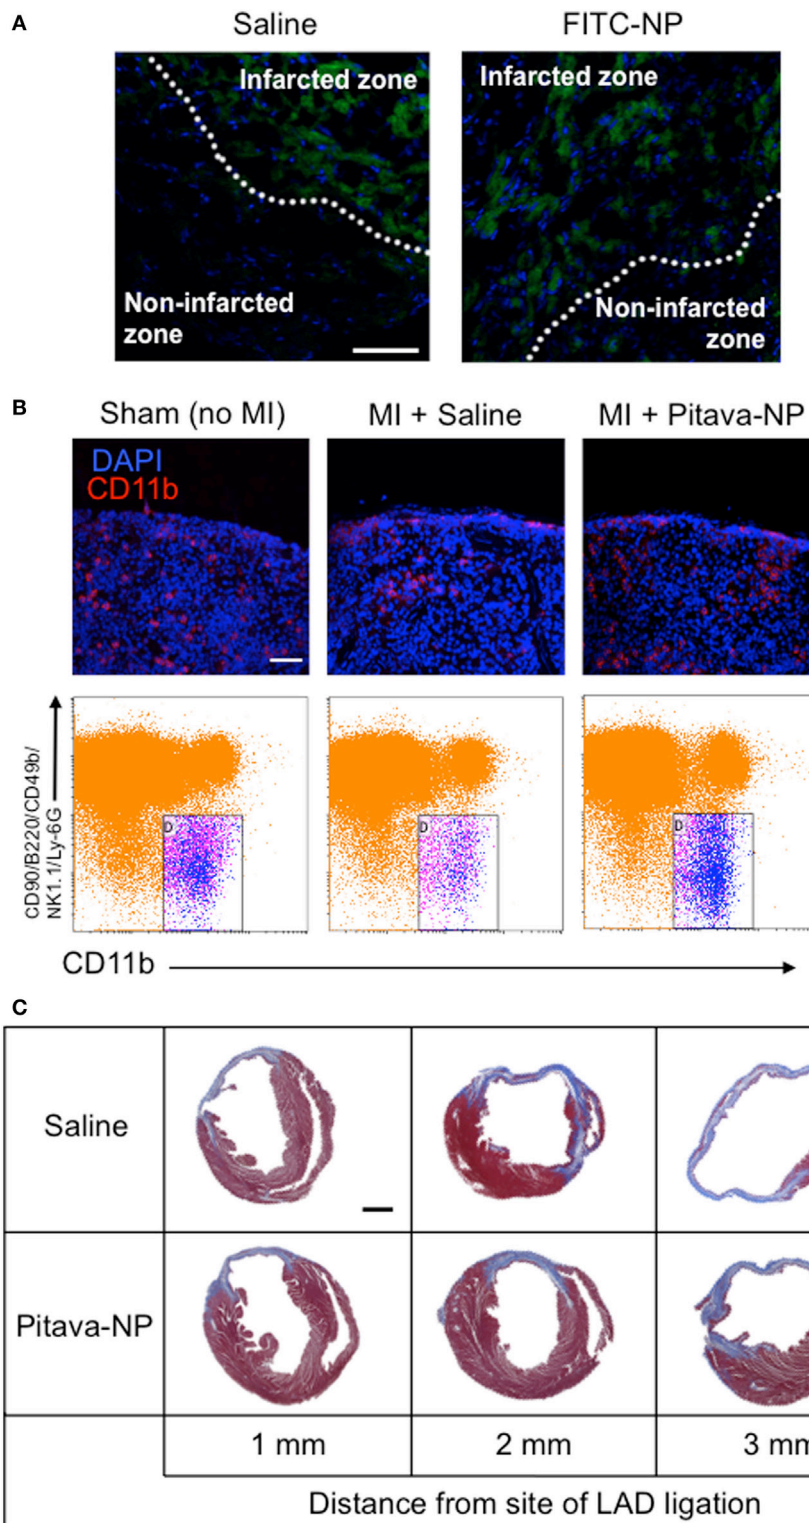 A
Saline
FITC-NP
Infarcted zone
Non-infarcted
zone
Infarcted zone
Non-infarcted
zone
B
Sham (no MI)
MI + Saline
MI + Pitava-NP
DAPI
CD11b
CD90/B220/CD49b/
NK1.1/Ly-6G
D
D
D
CD11b
C
Saline
Pitava-NP
1 mm
2 mm
3 mm
Distance from site of LAD ligation